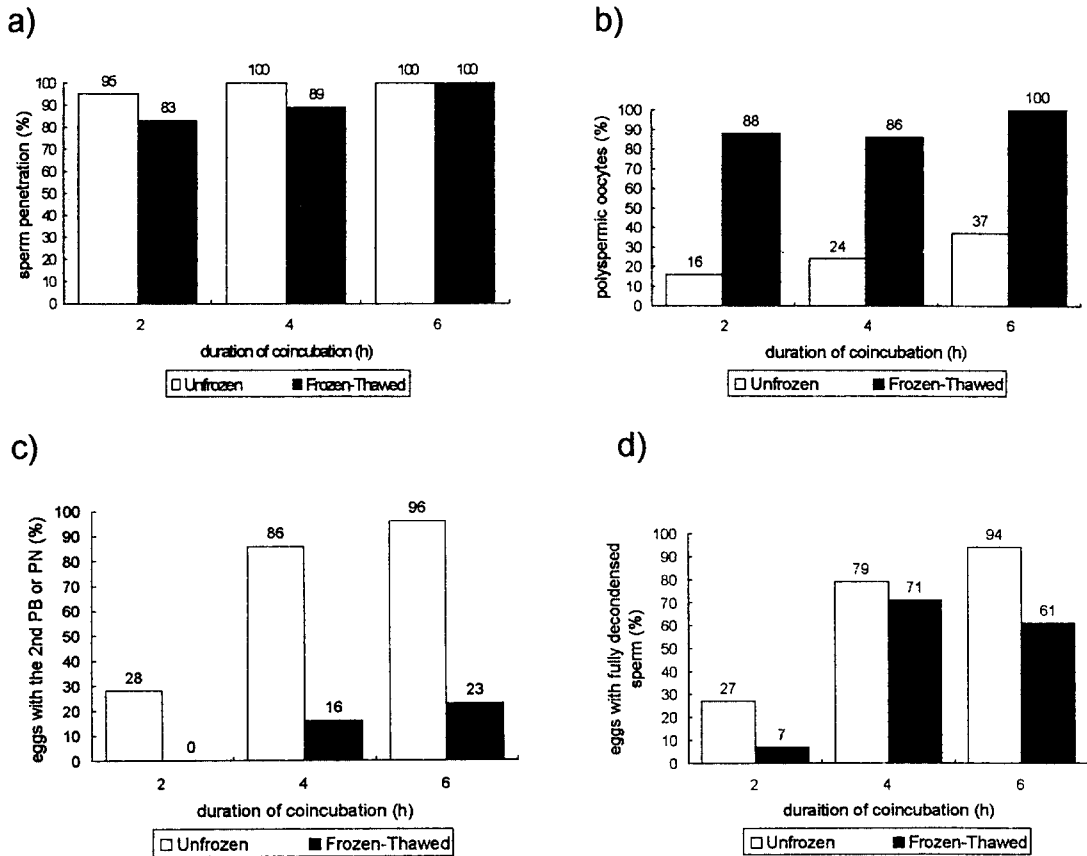 a)
95 100 100 100
83 89
100
90
80
70
60
50
40
30
20
10
0
sperm penetration (%)
2 4 6
duration of coincubation (h)
Unfrozen Frozen-Thawed
b)
100
90
80
70
60
50
40
30
20
10
0
polyspermic oocytes (%)
16 88 24 86 37 100
2 4 6
duration of coincubation (h)
Unfrozen Frozen-Thawed
c)
100
90
80
70
60
50
40
30
20
10
0
eggs with the 2nd PB or PN (%)
28 0 86 16 96 23
2 4 6
duration of coincubation (h)
Unfrozen Frozen-Thawed
d)
100
90
80
70
60
50
40
30
20
10
0
eggs with fully decondensed
sperm (%)
27 7 79 71 94 61
2 4 6
duraition of coincubation (h)
Unfrozen Frozen-Thawed